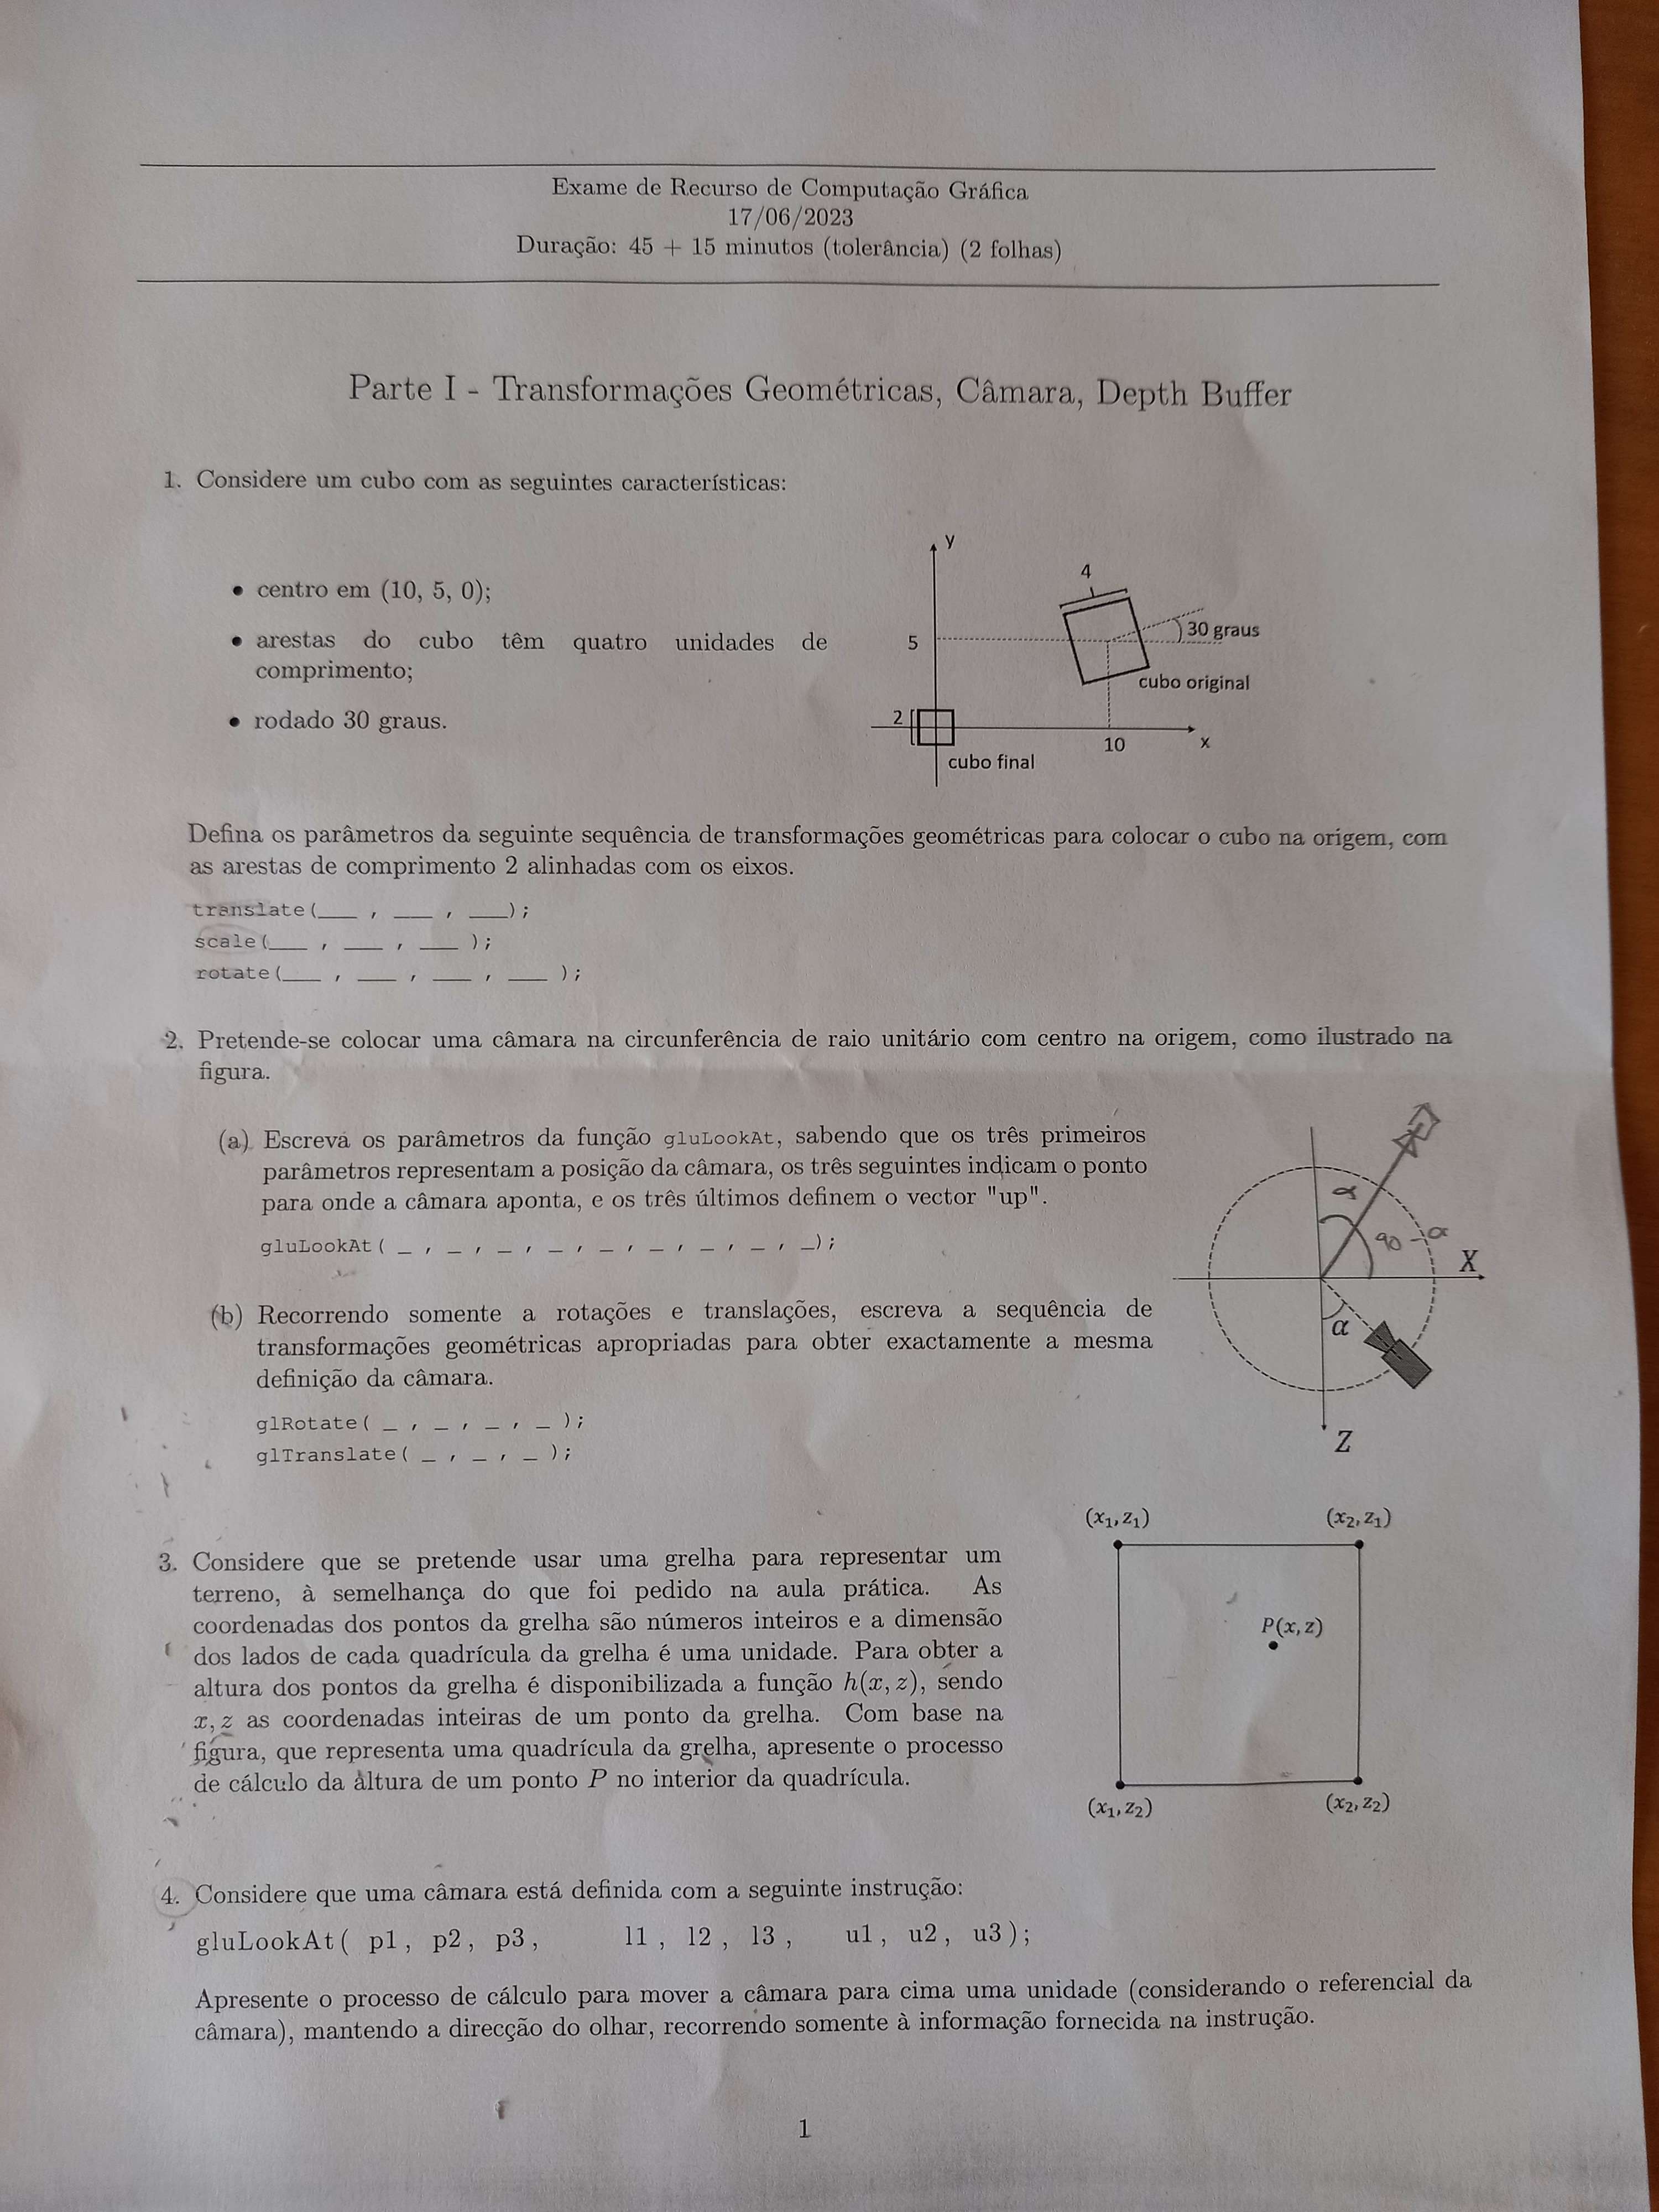 Exame de Recurso de Computação Gráfica
17/06/2023
Duração: 45 + 15 minutos (tolerância) (2 folhas)
Parte I - Transformações Geométricas, Câmara, Depth Buffer
1. Considere um cubo com as seguintes características:
• centro em (10, 5, 0);
• arestas do cubo têm quatro unidades de
comprimento;
• rodado 30 graus.
y
4
5
30 graus
cubo original
2
10
x
cubo final
Defina os parâmetros da seguinte sequência de transformações geométricas para colocar o cubo na origem, com
as arestas de comprimento 2 alinhadas com os eixos.
translate(___ , ___ , ___);
scale(___ , ___ , ___ );
rotate(___ , ___ , ___ , ___ );
2. Pretende-se colocar uma câmara na circunferência de raio unitário com centro na origem, como ilustrado na
figura.
(a) Escreva os parâmetros da função gluLookAt, sabendo que os três primeiros
parâmetros representam a posição da câmara, os três seguintes indicam o ponto
para onde a câmara aponta, e os três últimos definem o vector "up".
gluLookAt( _ , _ , _ , _ , _ , _ , _ , _ , _);
α
90 - α
X
α
Z
(b) Recorrendo somente a rotações e translações, escreva a sequência de
transformações geométricas apropriadas para obter exactamente a mesma
definição da câmara.
glRotate( _ , _ , _ , _ );
glTranslate( _ , _ , _ );
3. Considere que se pretende usar uma grelha para representar um
terreno, à semelhança do que foi pedido na aula prática. As
coordenadas dos pontos da grelha são números inteiros e a dimensão
dos lados de cada quadrícula da grelha é uma unidade. Para obter a
altura dos pontos da grelha é disponibilizada a função h(x, z), sendo
x, z as coordenadas inteiras de um ponto da grelha. Com base na
figura, que representa uma quadrícula da grelha, apresente o processo
de cálculo da altura de um ponto P no interior da quadrícula.
(x₁, z₁) (x₂, z₁)
P(x, z)
(x₁, z₂) (x₂, z₂)
4. Considere que uma câmara está definida com a seguinte instrução:
gluLookAt( p1, p2, p3, l1, l2, l3, u1, u2, u3);
Apresente o processo de cálculo para mover a câmara para cima uma unidade (considerando o referencial da
câmara), mantendo a direcção do olhar, recorrendo somente à informação fornecida na instrução.
1